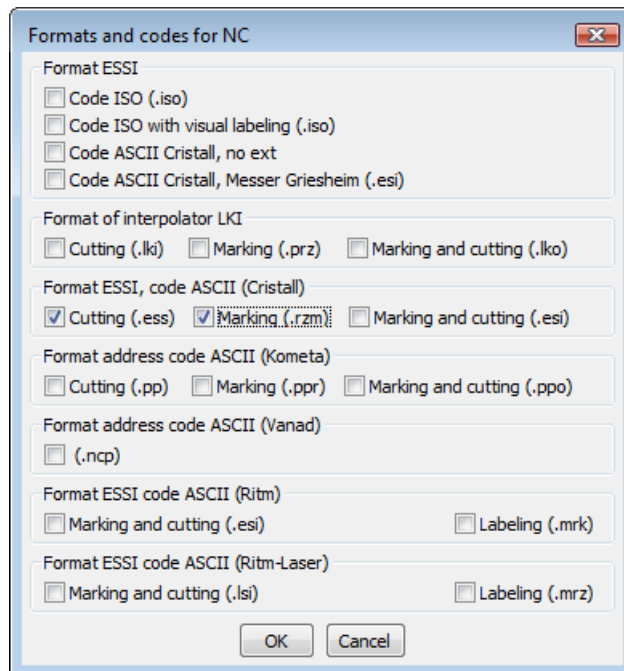 Formats and codes for NC
Format ESSI
Code ISO (.iso)
Code ISO with visual labeling (.iso)
Code ASCII Cristall, no ext
Code ASCII Cristall, Messer Griesheim (.esi)
Format of interpolator LKI
Cutting (.lki) Marking (.prz) Marking and cutting (.lko)
Format ESSI, code ASCII (Cristall)
Cutting (.ess) Marking (.rzm) Marking and cutting (.esi)
Format address code ASCII (Kometa)
Cutting (.pp) Marking (.ppr) Marking and cutting (.ppo)
Format address code ASCII (Vanad)
(.ncp)
Format ESSI code ASCII (Ritm)
Marking and cutting (.esi) Labeling (.mrk)
Format ESSI code ASCII (Ritm-Laser)
Marking and cutting (.lsi) Labeling (.mrz)
OK Cancel